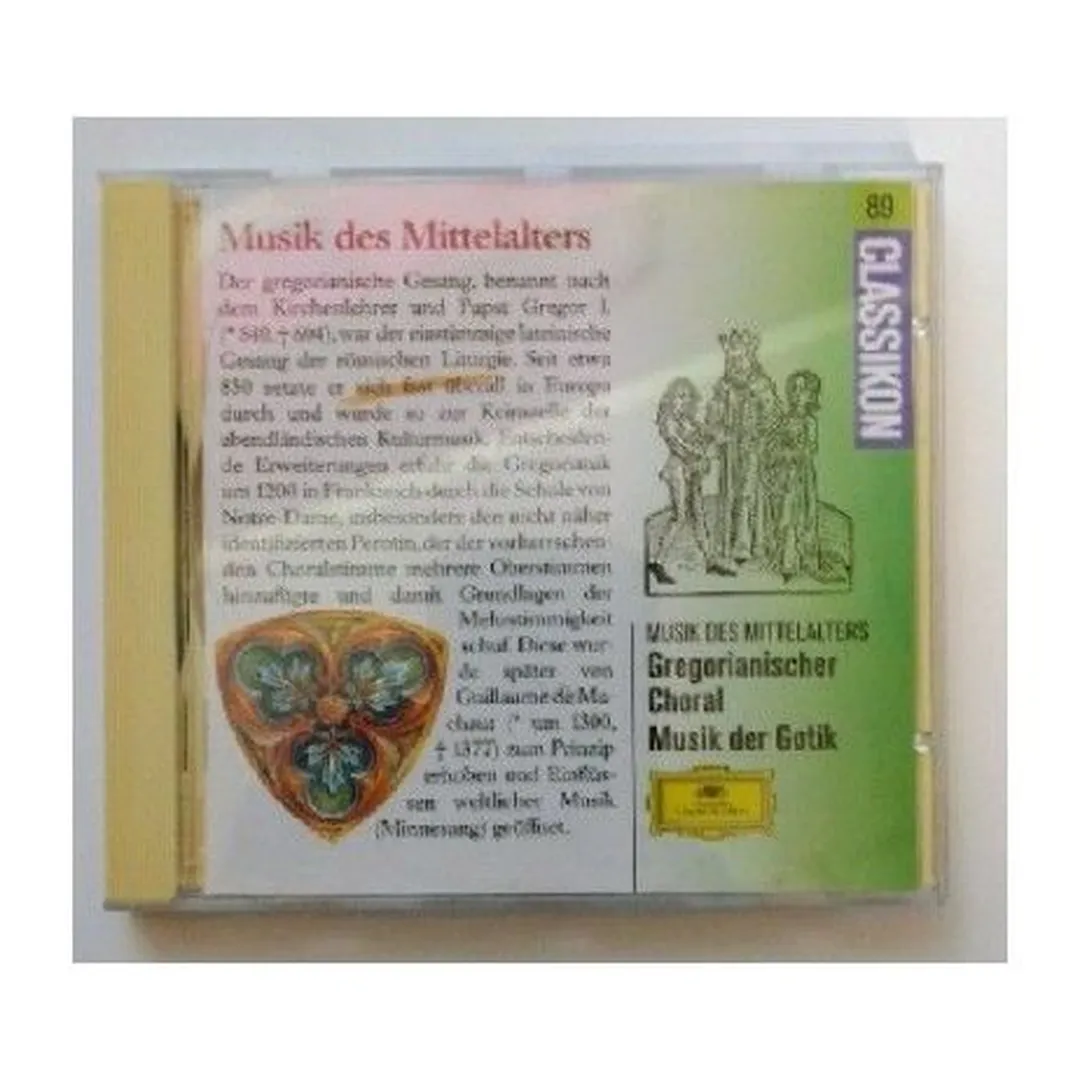 Musik des Mittelalters
Der gregorianische Gesang, benannt nach
dem Kirchenlehrer und Papst Gregor I.
(* 540, † 604), war der einstimmige lateinische
Gesang der römischen Liturgie. Seit etwa
850 setzte er sich fast überall in Europa
durch und wurde so zur Keimzelle der
abendländischen Kulturmusik. Entscheiden-
de Erweiterungen erfuhr die Gregorianik
um 1200 in Frankreich durch die Schule von
Notre-Dame, insbesondere den nicht näher
identifizierten Perotin, der der vorherrschen-
den Choralstimme mehrere Oberstimmen
hinzufügte und damit Grundlagen der
Mehrstimmigkeit
schuf. Diese wur-
de später von
Guillaume de Ma-
chaut (* um 1300,
† 1377) zum Prinzip
erhoben und Einflüs-
sen weltlicher Musik
(Minnesang) geöffnet.
89
CLASSIKON
MUSIK DES MITTELALTERS
Gregorianischer
Choral
Musik der Gotik